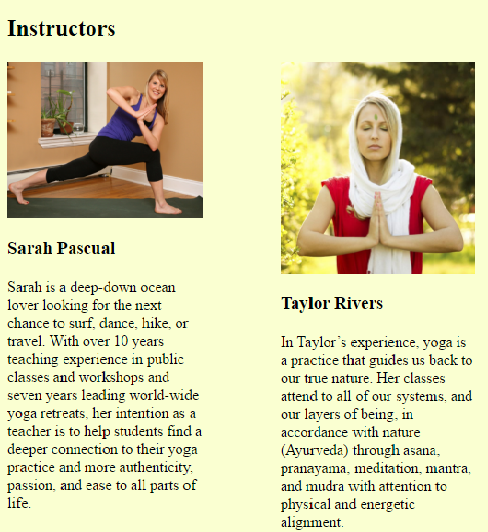 Instructors
Sarah Pascual
Sarah is a deep-down ocean
lover looking for the next
chance to surf, dance, hike, or
travel. With over 10 years
teaching experience in public
classes and workshops and
seven years leading world-wide
yoga retreats, her intention as a
teacher is to help students find a
deeper connection to their yoga
practice and more authenticity,
passion, and ease to all parts of
life.
Taylor Rivers
In Taylor's experience, yoga is
a practice that guides us back to
our true nature. Her classes
attend to all of our systems, and
our layers of being, in
accordance with nature
(Ayurveda) through asana,
pranayama, meditation, mantra,
and mudra with attention to
physical and energetic
alignment.